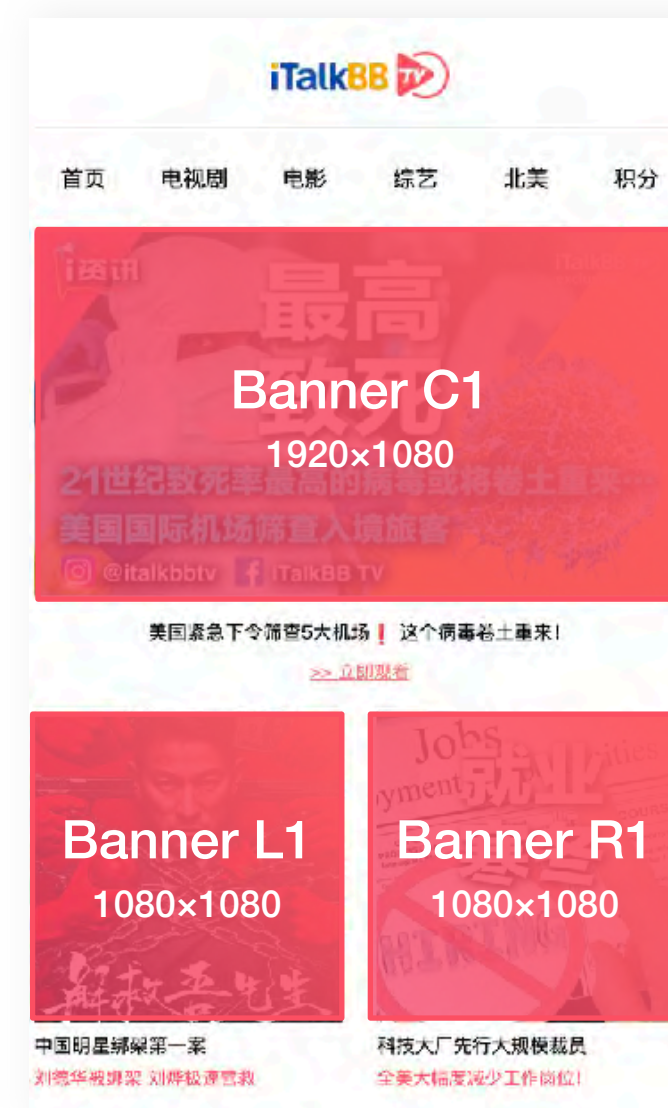 iTalkBB TV
首页 电视剧 电影 综艺 北美 积分
i资讯
最高
致死
Banner C1
1920×1080
21世纪致死率最高的病毒或将卷土重来…
美国国际机场筛查入境旅客
@italkbbtv iTalkBB TV
美国紧急下令筛查5大机场❗ 这个病毒卷土重来!
>> 立即观看
Jobs
就业
Banner L1
1080×1080
Banner R1
1080×1080
解救吾先生
中国明星绑架第一案
刘德华被绑架 刘烨极速营救
科技大厂先行大规模裁员
全美大幅度减少工作岗位!